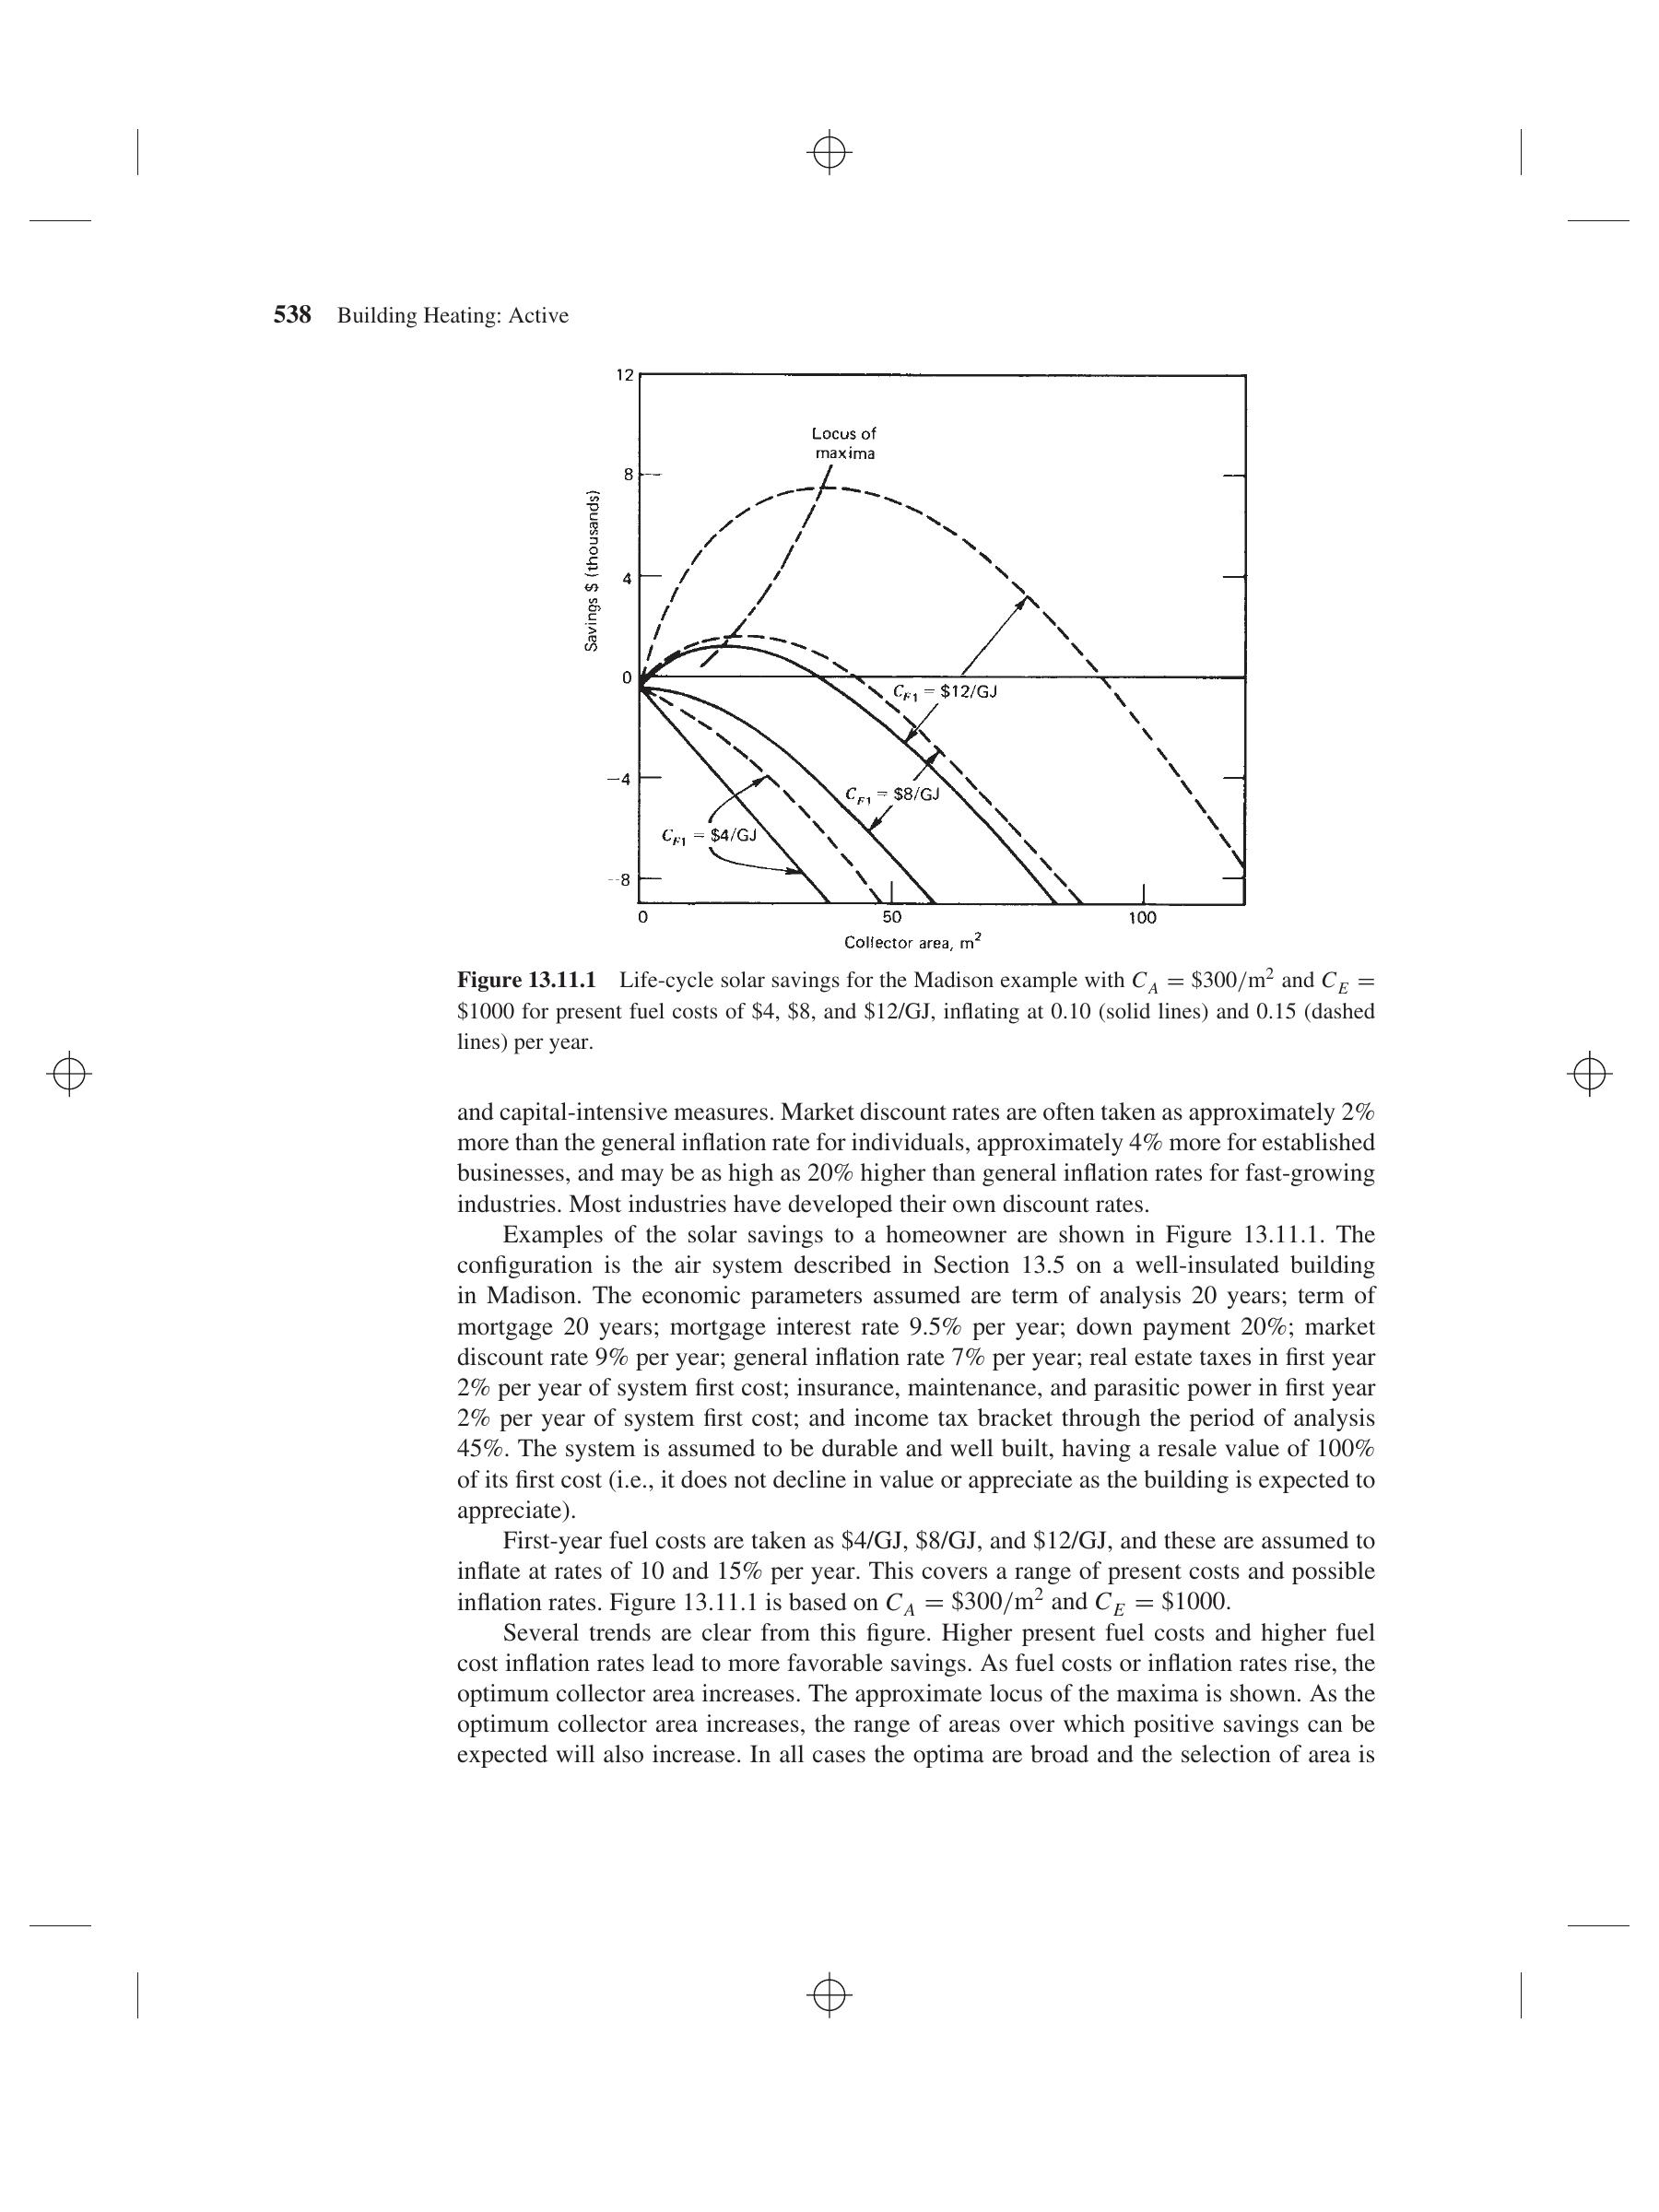 538 Building Heating: Active
12
Locus of
maxima
8
4
0
−4
--8
Savings $ (thousands)
C_F1 = $12/GJ
C_F1 = $8/GJ
C_F1 = $4/GJ
0
50
100
Collector area, m²
Figure 13.11.1 Life-cycle solar savings for the Madison example with C_A = $300/m² and C_E =
$1000 for present fuel costs of $4, $8, and $12/GJ, inflating at 0.10 (solid lines) and 0.15 (dashed
lines) per year.
and capital-intensive measures. Market discount rates are often taken as approximately 2%
more than the general inflation rate for individuals, approximately 4% more for established
businesses, and may be as high as 20% higher than general inflation rates for fast-growing
industries. Most industries have developed their own discount rates.
Examples of the solar savings to a homeowner are shown in Figure 13.11.1. The
configuration is the air system described in Section 13.5 on a well-insulated building
in Madison. The economic parameters assumed are term of analysis 20 years; term of
mortgage 20 years; mortgage interest rate 9.5% per year; down payment 20%; market
discount rate 9% per year; general inflation rate 7% per year; real estate taxes in first year
2% per year of system first cost; insurance, maintenance, and parasitic power in first year
2% per year of system first cost; and income tax bracket through the period of analysis
45%. The system is assumed to be durable and well built, having a resale value of 100%
of its first cost (i.e., it does not decline in value or appreciate as the building is expected to
appreciate).
First-year fuel costs are taken as $4/GJ, $8/GJ, and $12/GJ, and these are assumed to
inflate at rates of 10 and 15% per year. This covers a range of present costs and possible
inflation rates. Figure 13.11.1 is based on C_A = $300/m² and C_E = $1000.
Several trends are clear from this figure. Higher present fuel costs and higher fuel
cost inflation rates lead to more favorable savings. As fuel costs or inflation rates rise, the
optimum collector area increases. The approximate locus of the maxima is shown. As the
optimum collector area increases, the range of areas over which positive savings can be
expected will also increase. In all cases the optima are broad and the selection of area is